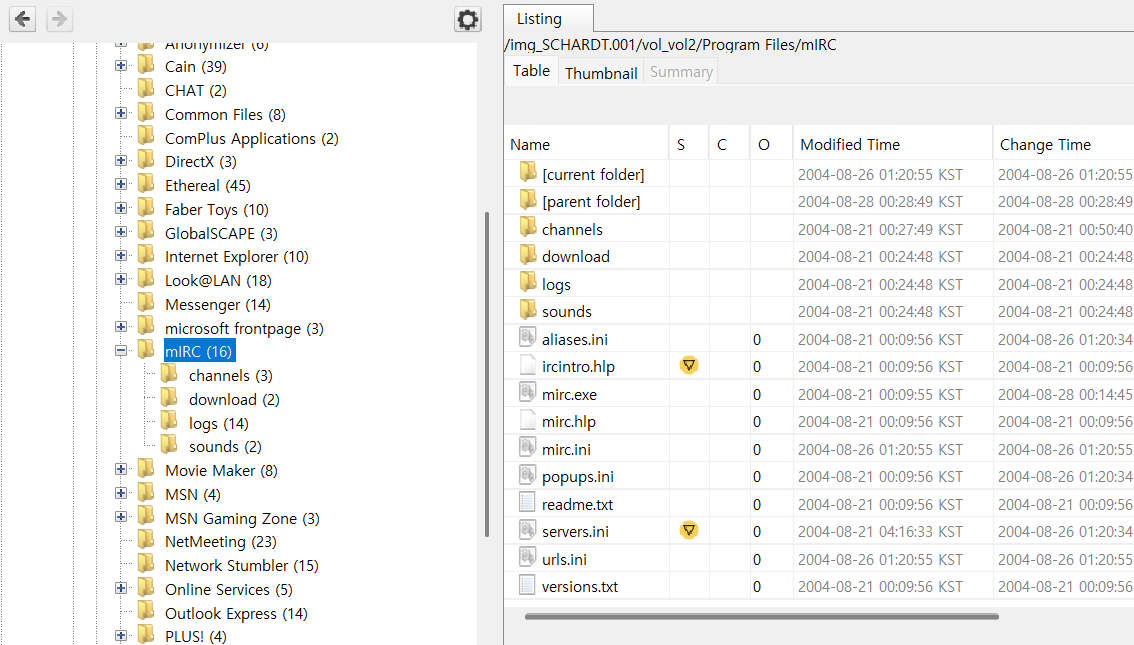 Anonymizer (6)
Cain (39)
CHAT (2)
Common Files (8)
ComPlus Applications (2)
DirectX (3)
Ethereal (45)
Faber Toys (10)
GlobalSCAPE (3)
Internet Explorer (10)
Look@LAN (18)
Messenger (14)
microsoft frontpage (3)
mIRC (16)
channels (3)
download (2)
logs (14)
sounds (2)
Movie Maker (8)
MSN (4)
MSN Gaming Zone (3)
NetMeeting (23)
Network Stumbler (15)
Online Services (5)
Outlook Express (14)
PLUS! (4)
Listing
/img_SCHARDT.001/vol_vol2/Program Files/mIRC
Table Thumbnail Summary
Name S C O Modified Time Change Time
[current folder] 2004-08-26 01:20:55 KST 2004-08-26 01:20:55
[parent folder] 2004-08-28 00:28:49 KST 2004-08-28 00:28:49
channels 2004-08-21 00:27:49 KST 2004-08-21 00:50:40
download 2004-08-21 00:24:48 KST 2004-08-21 00:24:48
logs 2004-08-21 00:24:48 KST 2004-08-21 00:24:48
sounds 2004-08-21 00:24:48 KST 2004-08-21 00:24:48
aliases.ini 0 2004-08-21 00:09:56 KST 2004-08-26 01:20:34
ircintro.hlp 0 2004-08-21 00:09:56 KST 2004-08-21 00:09:56
mirc.exe 0 2004-08-21 00:09:55 KST 2004-08-28 00:14:45
mirc.hlp 0 2004-08-21 00:09:56 KST 2004-08-21 00:09:56
mirc.ini 0 2004-08-26 01:20:55 KST 2004-08-26 01:20:55
popups.ini 0 2004-08-21 00:09:56 KST 2004-08-26 01:20:34
readme.txt 0 2004-08-21 00:09:56 KST 2004-08-21 00:09:56
servers.ini 0 2004-08-21 04:16:33 KST 2004-08-26 01:20:34
urls.ini 0 2004-08-26 01:20:55 KST 2004-08-26 01:20:55
versions.txt 0 2004-08-21 00:09:56 KST 2004-08-21 00:09:56